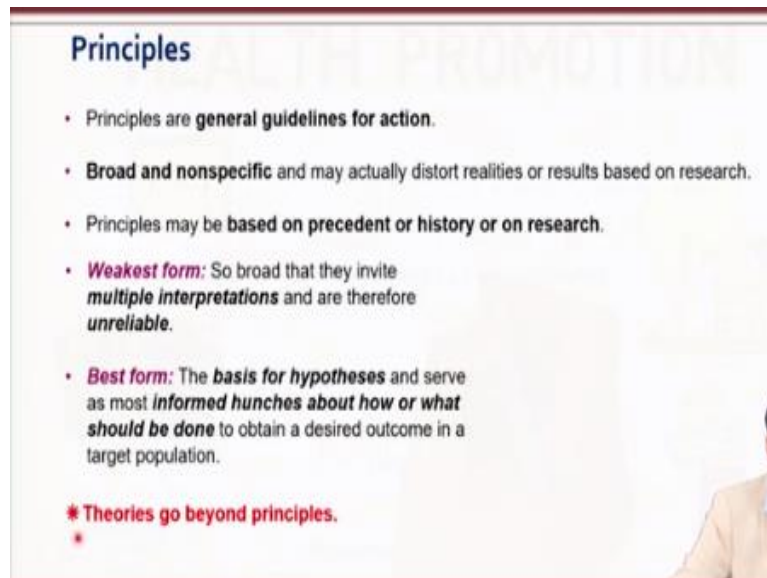 HEALTH PROMOTION
Principles
• Principles are general guidelines for action.
• Broad and nonspecific and may actually distort realities or results based on research.
• Principles may be based on precedent or history or on research.
• Weakest form: So broad that they invite
multiple interpretations and are therefore
unreliable.
• Best form: The basis for hypotheses and serve
as most informed hunches about how or what
should be done to obtain a desired outcome in a
target population.
* Theories go beyond principles.